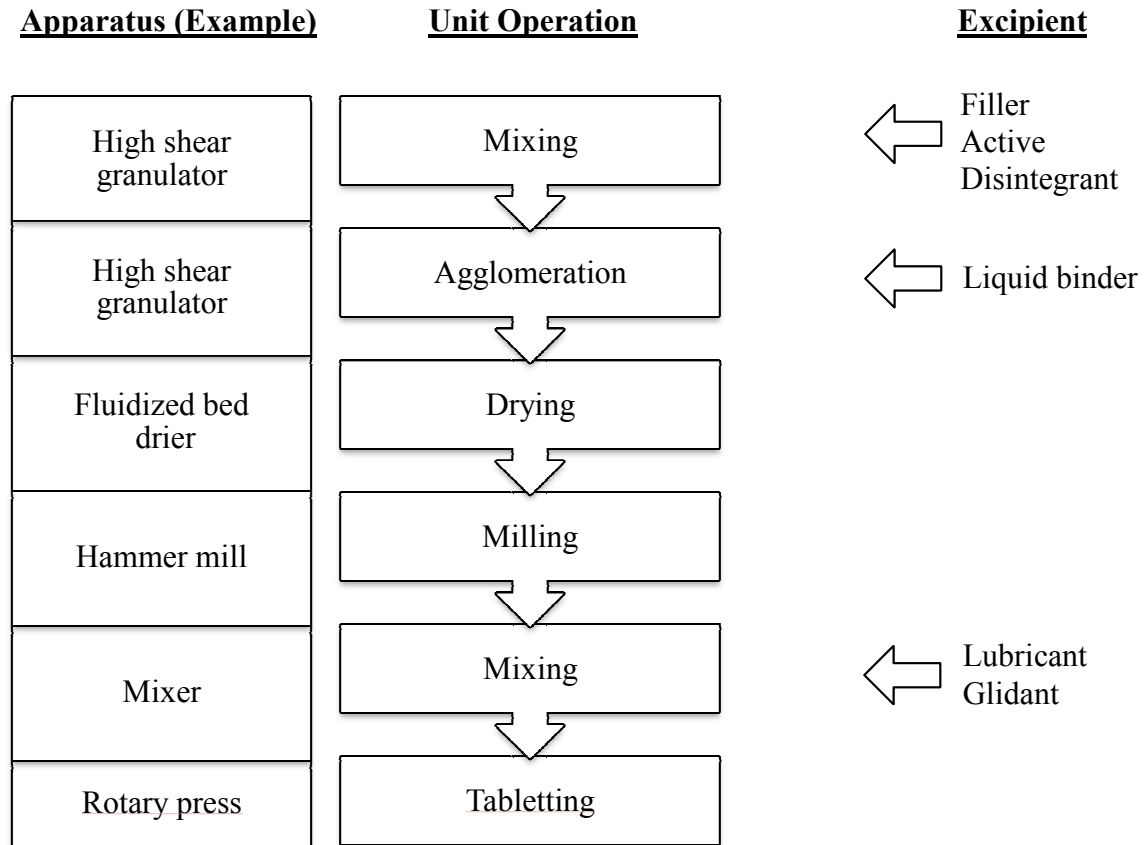 Apparatus (Example) Unit Operation Excipient
High shear
granulator
Mixing
Filler
Active
Disintegrant
High shear
granulator
Agglomeration
Liquid binder
Fluidized bed
drier
Drying
Hammer mill
Milling
Mixer
Mixing
Lubricant
Glidant
Rotary press
Tabletting